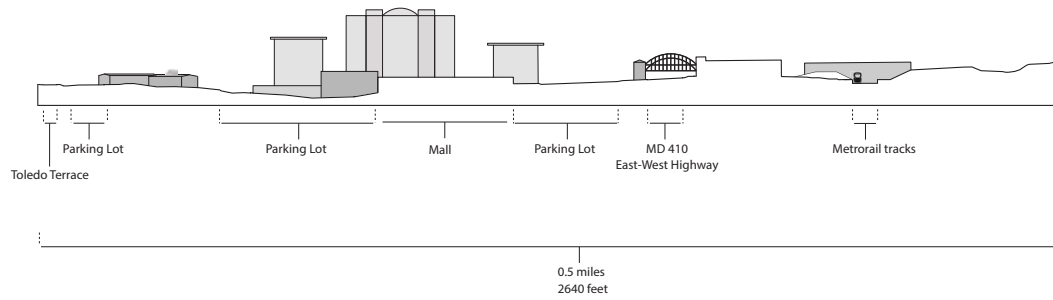 Parking Lot
Parking Lot
Mall
Parking Lot
MD 410
East-West Highway
Metrorail tracks
Toledo Terrace
0.5 miles
2640 feet